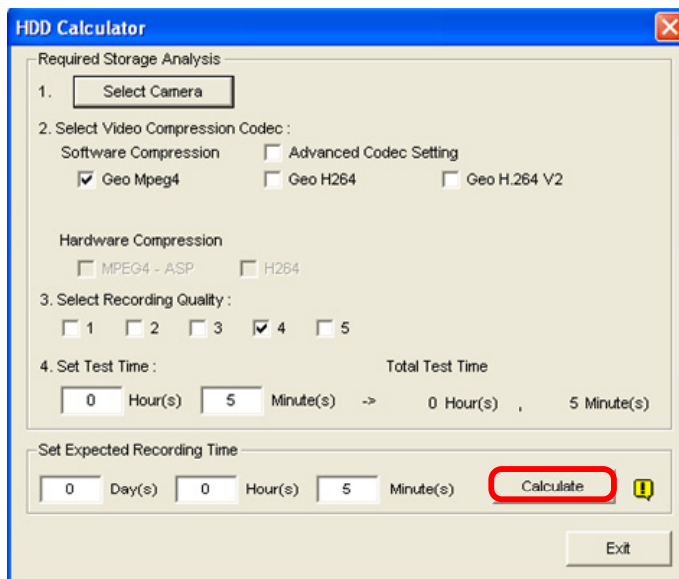 HDD Calculator
Required Storage Analysis
1. Select Camera
2. Select Video Compression Codec :
Software Compression Advanced Codec Setting
Geo Mpeg4 Geo H264 Geo H.264 V2
Hardware Compression
MPEG4 - ASP H264
3. Select Recording Quality :
1 2 3 4 5
4. Set Test Time : Total Test Time
0 Hour(s) 5 Minute(s) -> 0 Hour(s) , 5 Minute(s)
Set Expected Recording Time
0 Day(s) 0 Hour(s) 5 Minute(s) Calculate !
Exit